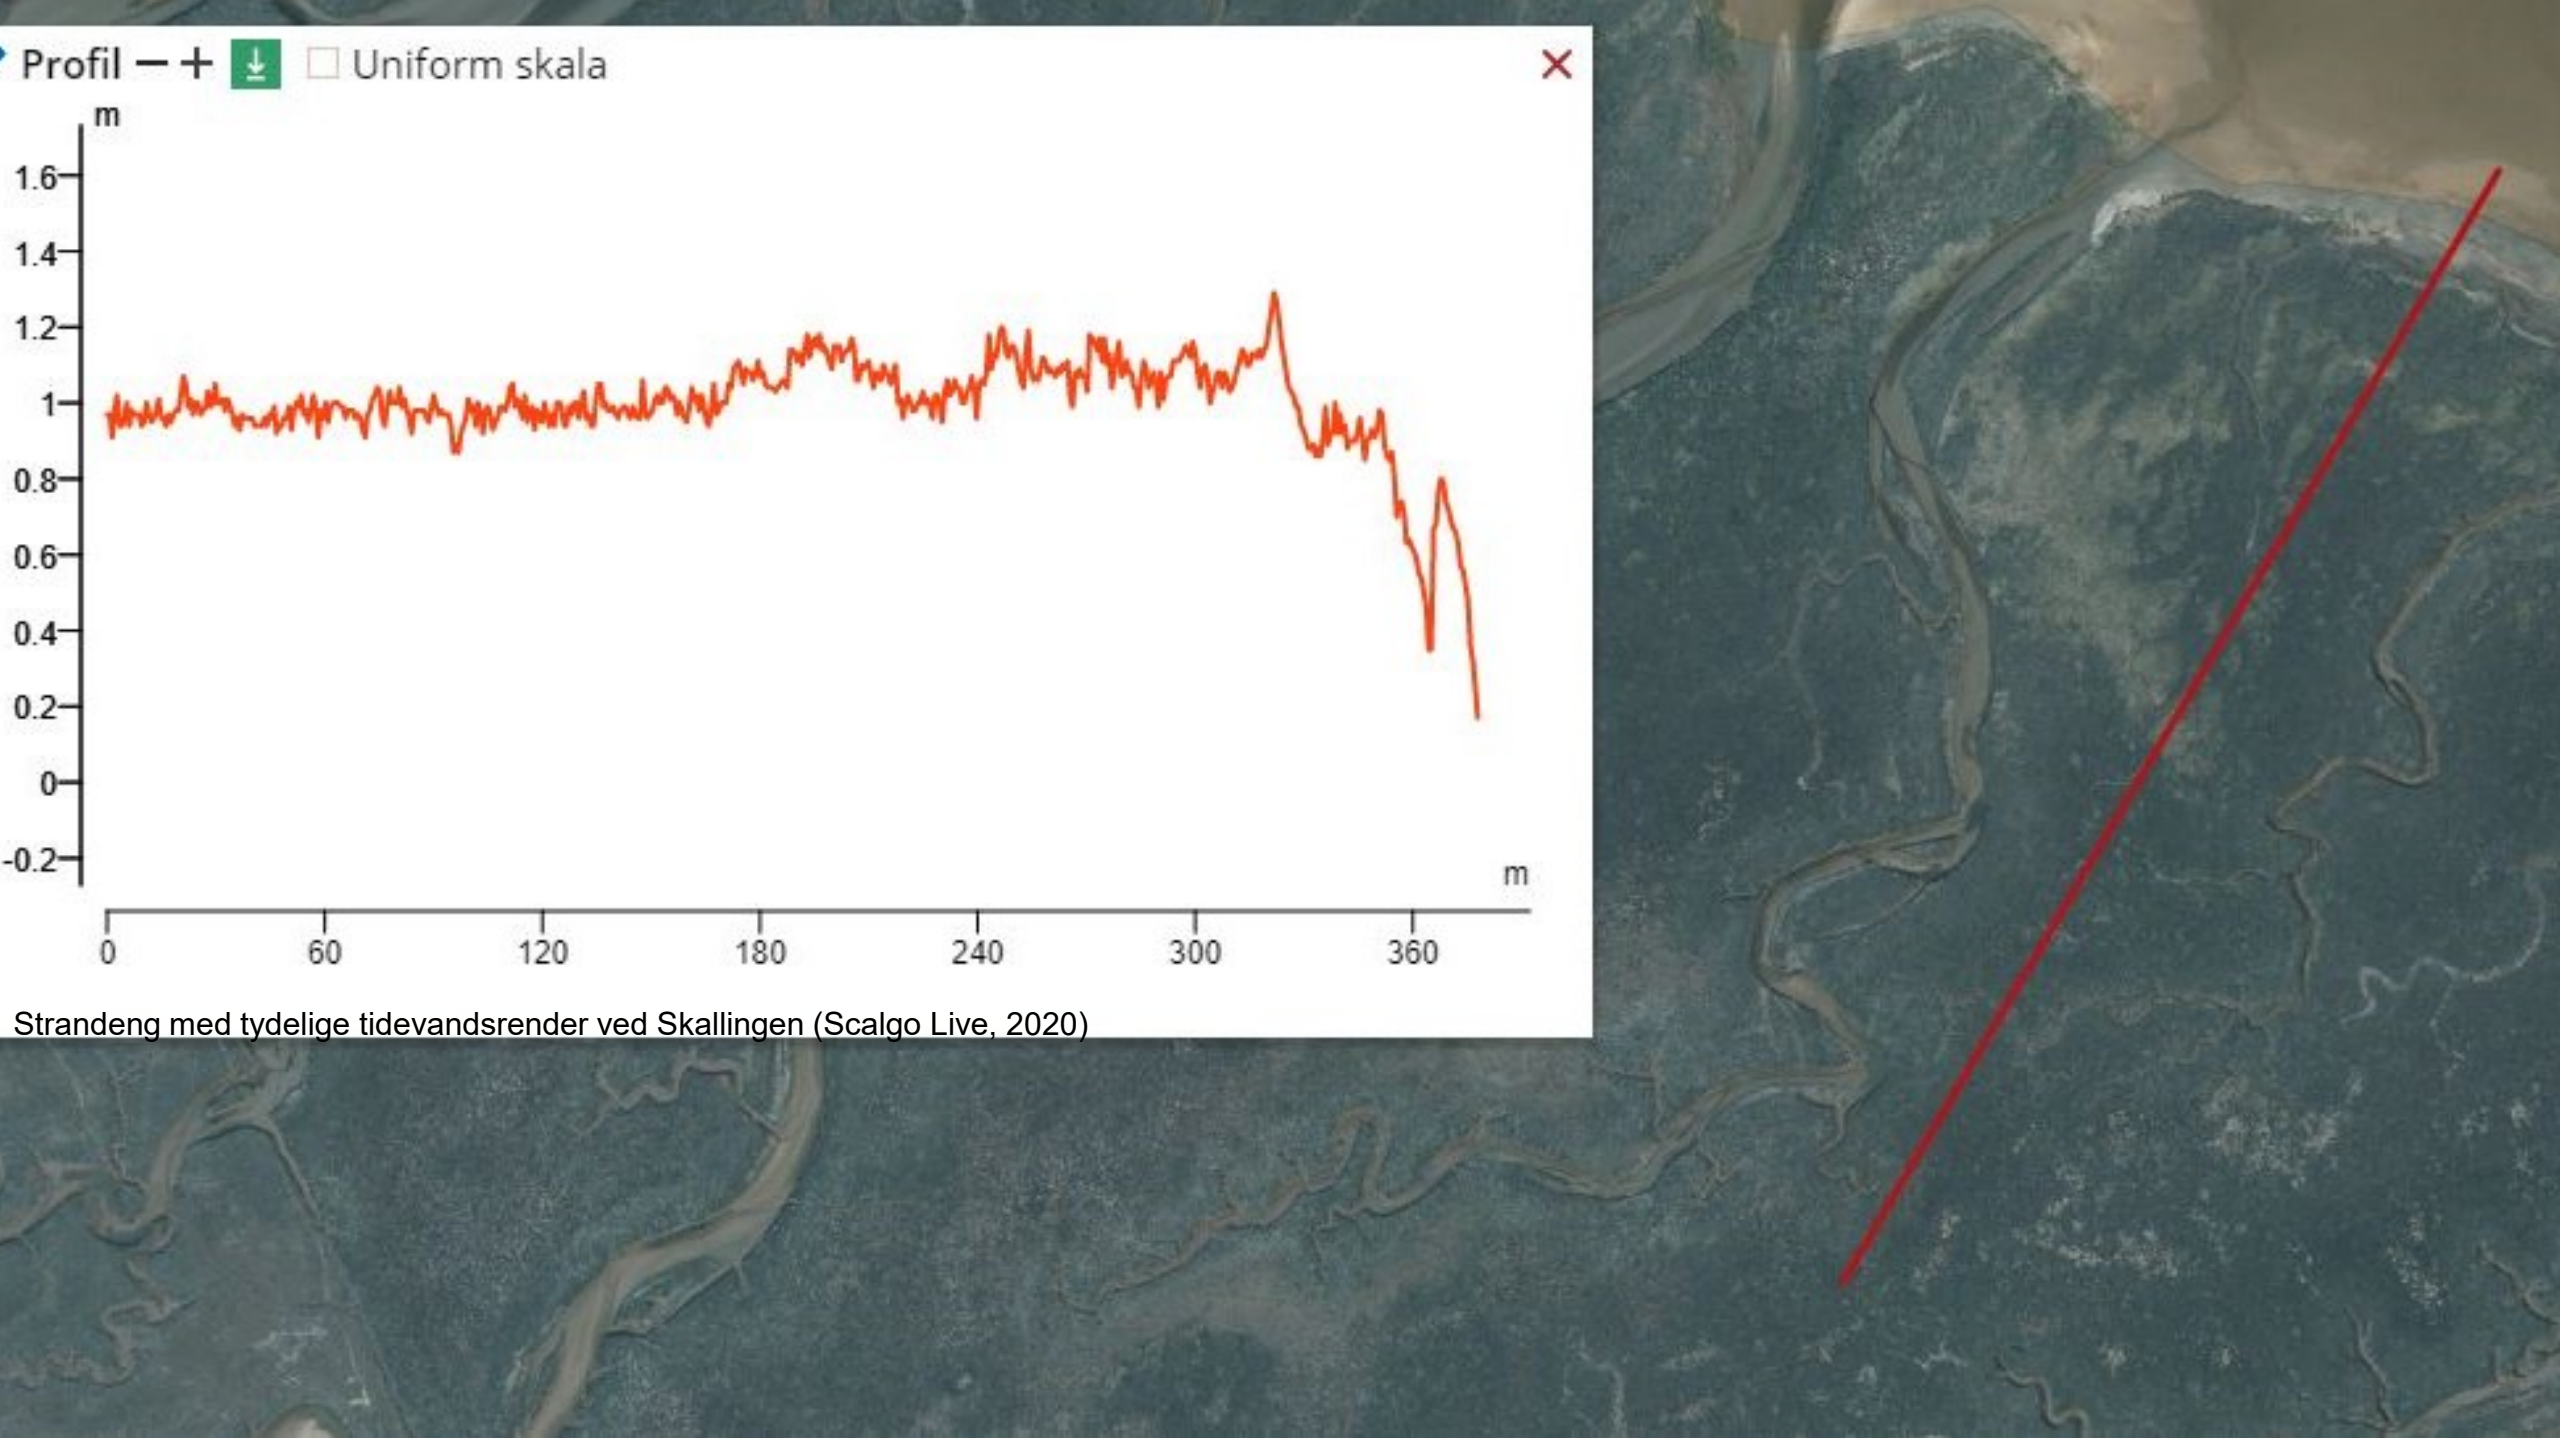 Profil − + Uniform skala
m
1.6
1.4
1.2
1
0.8
0.6
0.4
0.2
0
-0.2
m
0 60 120 180 240 300 360
Strandeng med tydelige tidevandsrender ved Skallingen (Scalgo Live, 2020)